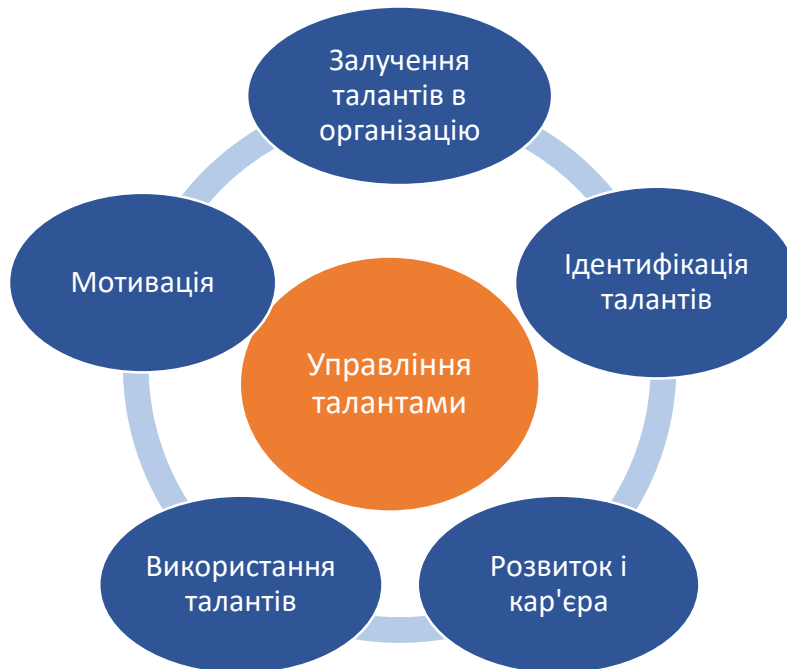 Залучення
талантів в
організацію
Ідентифікація
талантів
Розвиток і
кар'єра
Використання
талантів
Мотивація
Управління
талантами